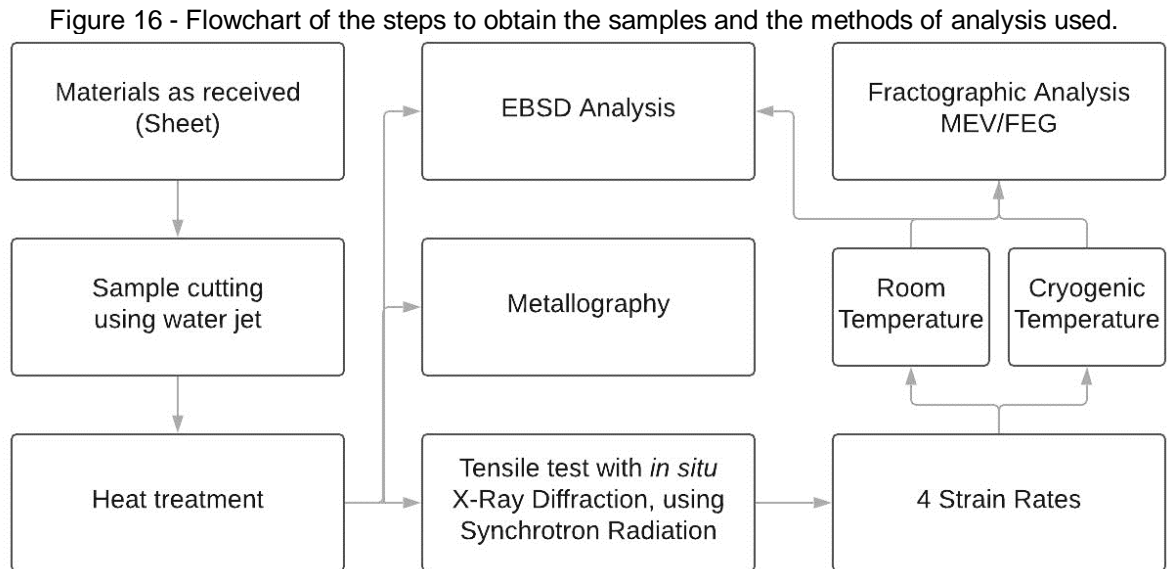 Figure 16 - Flowchart of the steps to obtain the samples and the methods of analysis used.
Materials as received
(Sheet)
EBSD Analysis
Fractographic Analysis
MEV/FEG
Sample cutting
using water jet
Metallography
Room
Temperature
Cryogenic
Temperature
Heat treatment
Tensile test with in situ
X-Ray Diffraction, using
Synchrotron Radiation
4 Strain Rates